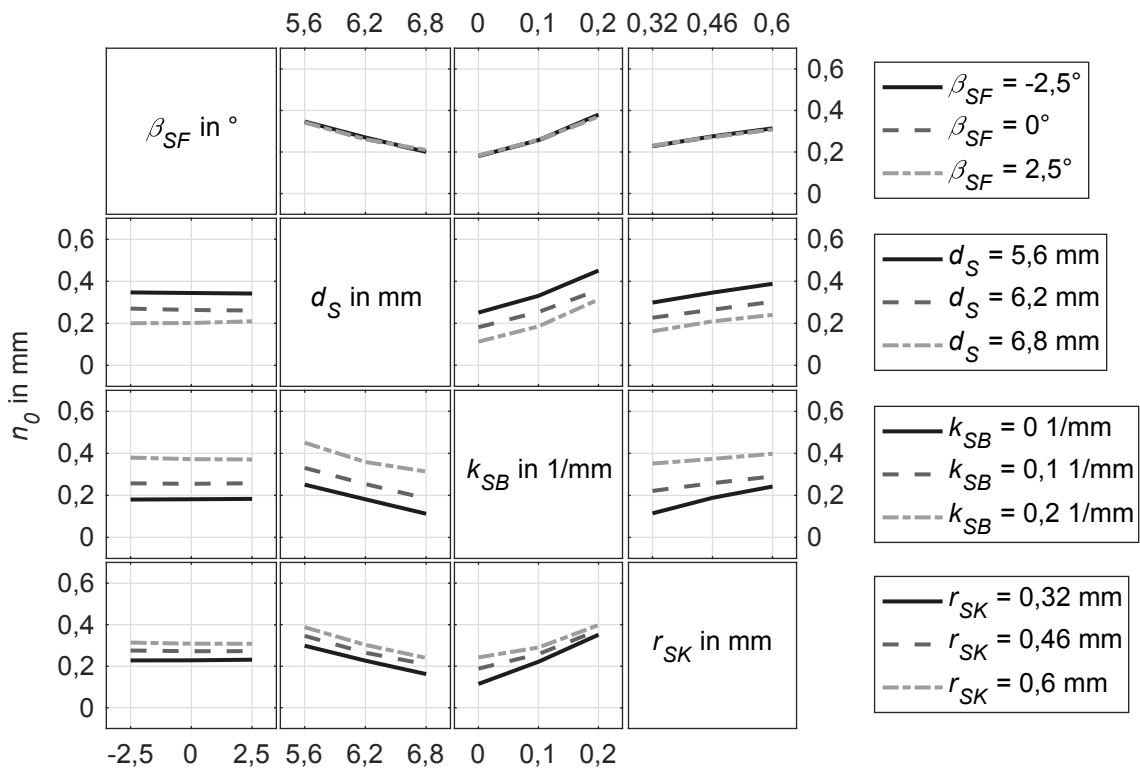 5,6 6,2 6,8 0 0,1 0,2 0,32 0,46 0,6
β_SF in °
0,6
0,4
0,2
0
β_SF = -2,5°
β_SF = 0°
β_SF = 2,5°
0,6
0,4
0,2
0
d_S in mm
0,6
0,4
0,2
0
d_S = 5,6 mm
d_S = 6,2 mm
d_S = 6,8 mm
n_0 in mm
0,6
0,4
0,2
0
k_SB in 1/mm
0,6
0,4
0,2
0
k_SB = 0 1/mm
k_SB = 0,1 1/mm
k_SB = 0,2 1/mm
0,6
0,4
0,2
0
r_SK in mm
r_SK = 0,32 mm
r_SK = 0,46 mm
r_SK = 0,6 mm
-2,5 0 2,5 5,6 6,2 6,8 0 0,1 0,2